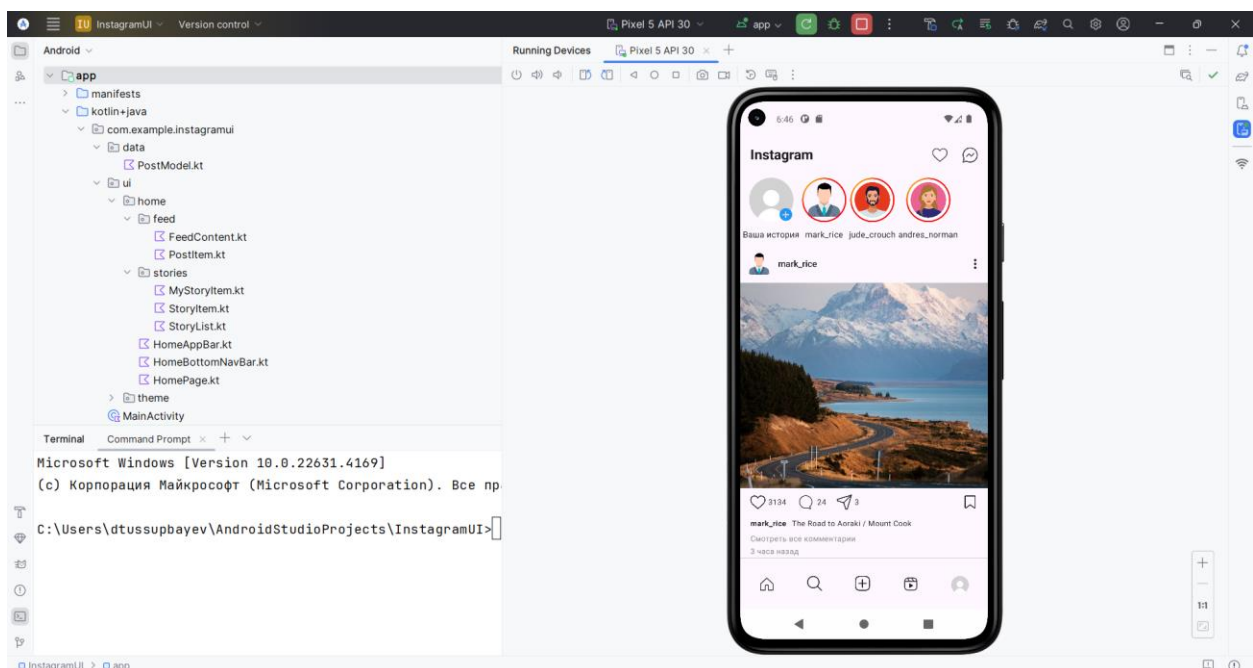 IU InstagramUI Version control
Pixel 5 API 30 app
Android
app
manifests
kotlin+java
com.example.instagramui
data
PostModel.kt
ui
home
feed
FeedContent.kt
PostItem.kt
stories
MyStoryItem.kt
StoryItem.kt
StoryList.kt
HomeAppBar.kt
HomeBottomNavBar.kt
HomePage.kt
theme
MainActivity
Terminal Command Prompt
Microsoft Windows [Version 10.0.22631.4169]
(c) Корпорация Майкрософт (Microsoft Corporation). Все пр
C:\Users\dtussupbayev\AndroidStudioProjects\InstagramUI>
InstagramUI > app
Running Devices Pixel 5 API 30
6:46
Instagram
Ваша история mark_rice jude_crouch andres_norman
mark_rice
3134 24 3
mark_rice The Road to Aoraki / Mount Cook
Смотреть все комментарии
3 часа назад
1:1